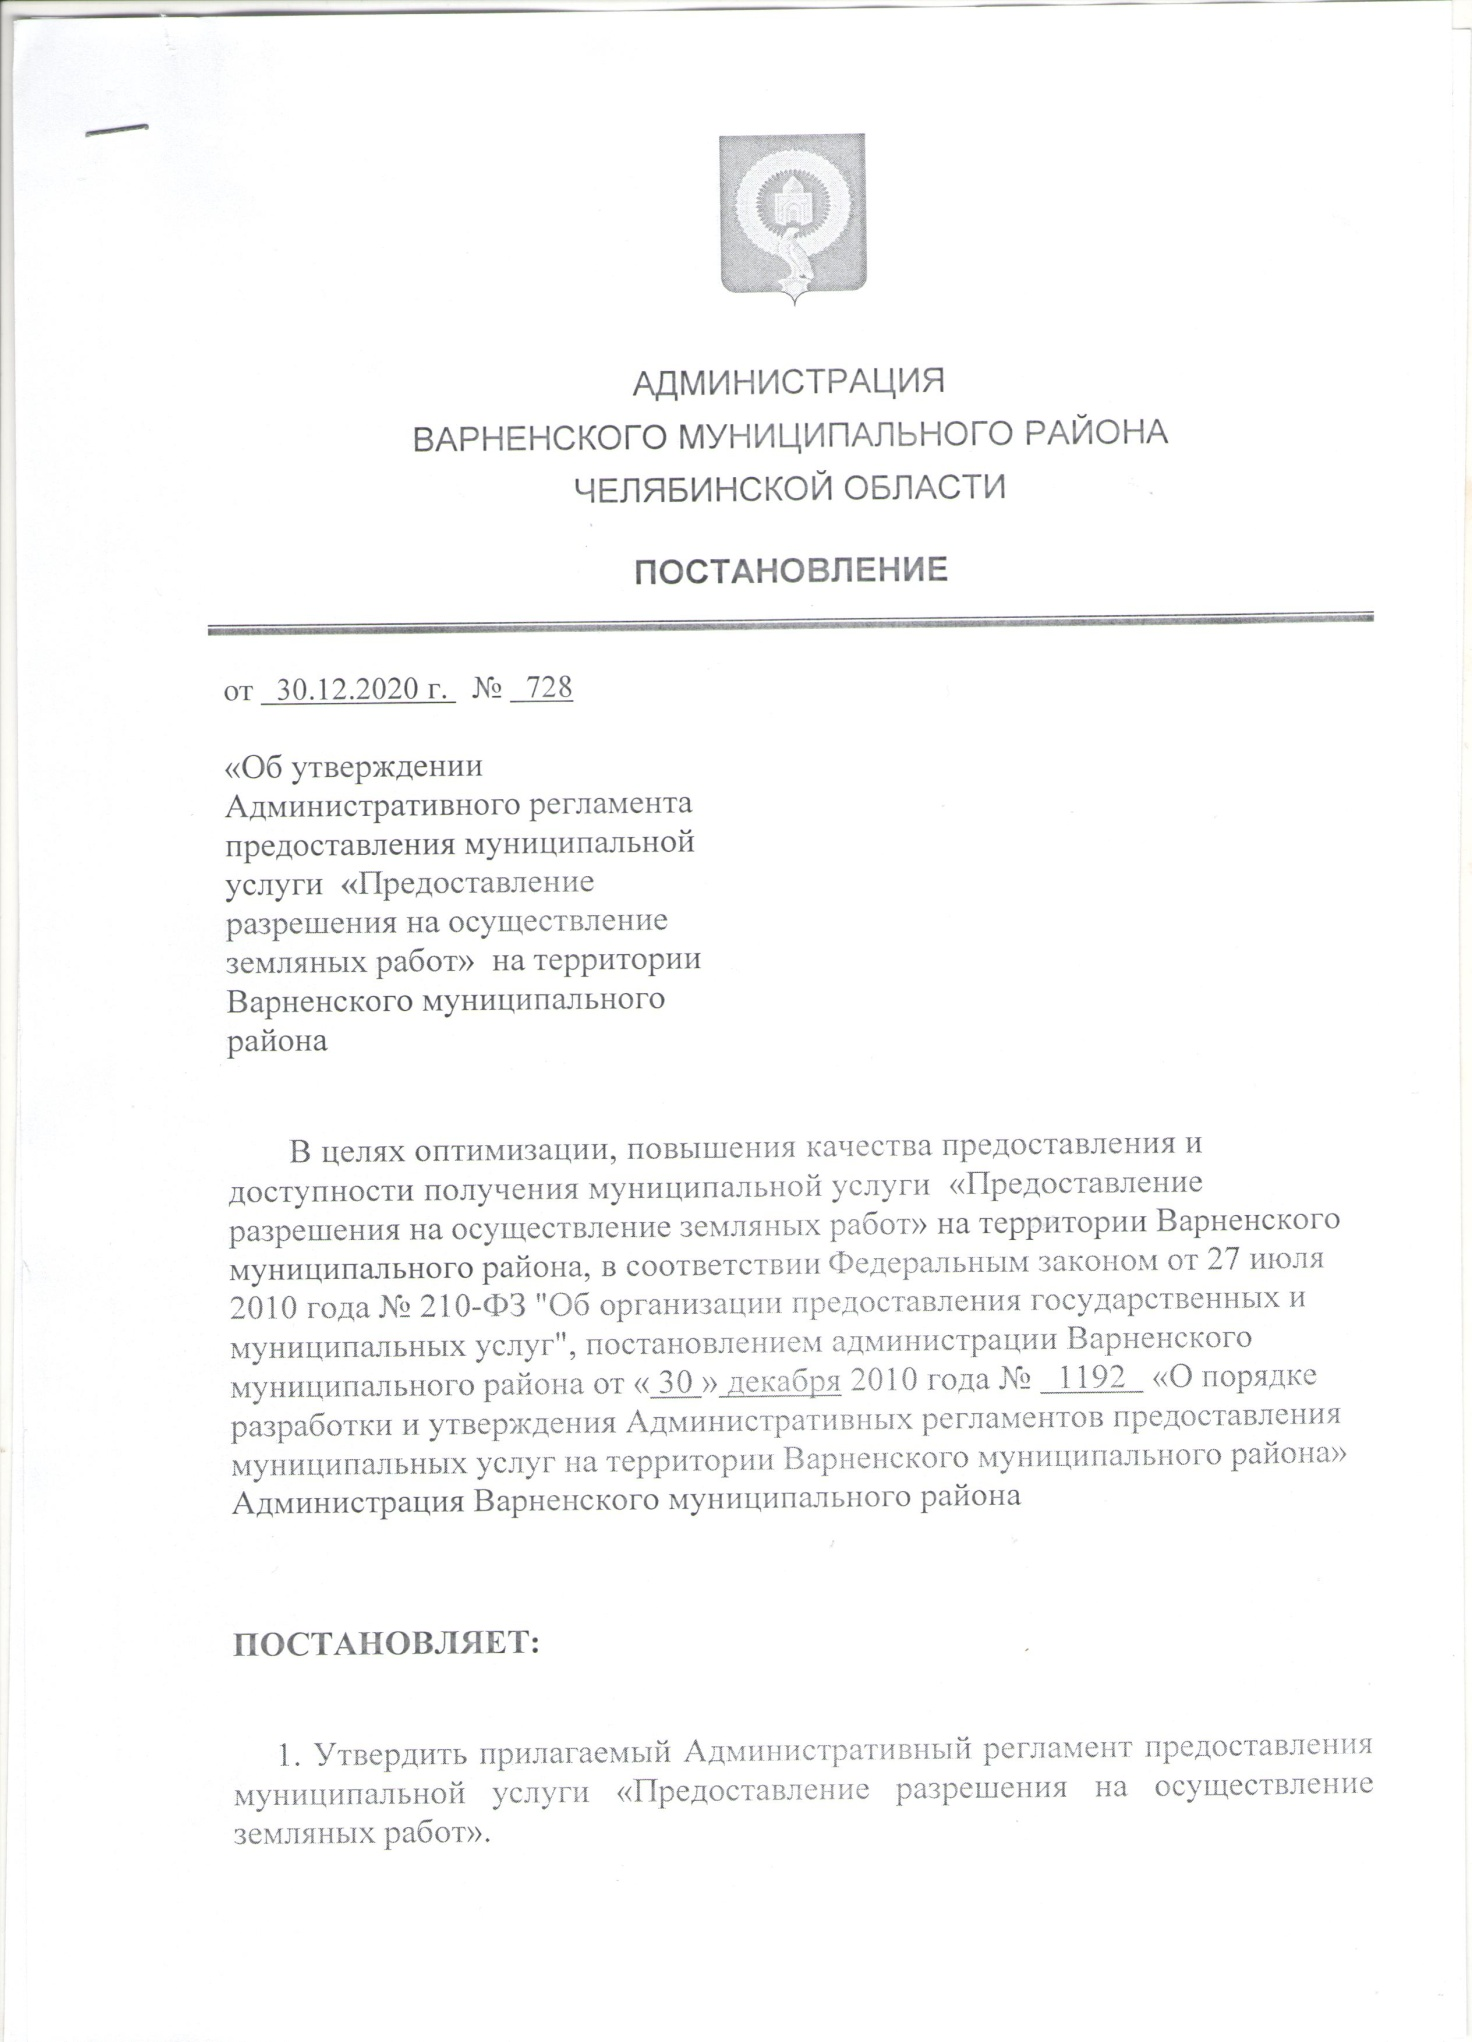 АДМИНИСТРАЦИЯ
ВАРНЕНСКОГО МУНИЦИПАЛЬНОГО РАЙОНА
ЧЕЛЯБИНСКОЙ ОБЛАСТИ
ПОСТАНОВЛЕНИЕ
от 30.12.2020 г. № 728
«Об утверждении
Административного регламента
предоставления муниципальной
услуги «Предоставление
разрешения на осуществление
земляных работ» на территории
Варненского муниципального
района
В целях оптимизации, повышения качества предоставления и
доступности получения муниципальной услуги «Предоставление
разрешения на осуществление земляных работ» на территории Варненского
муниципального района, в соответствии Федеральным законом от 27 июля
2010 года № 210-ФЗ "Об организации предоставления государственных и
муниципальных услуг", постановлением администрации Варненского
муниципального района от « 30 » декабря 2010 года № 1192 «О порядке
разработки и утверждения Административных регламентов предоставления
муниципальных услуг на территории Варненского муниципального района»
Администрация Варненского муниципального района
ПОСТАНОВЛЯЕТ:
1. Утвердить прилагаемый Административный регламент предоставления
муниципальной услуги «Предоставление разрешения на осуществление
земляных работ».